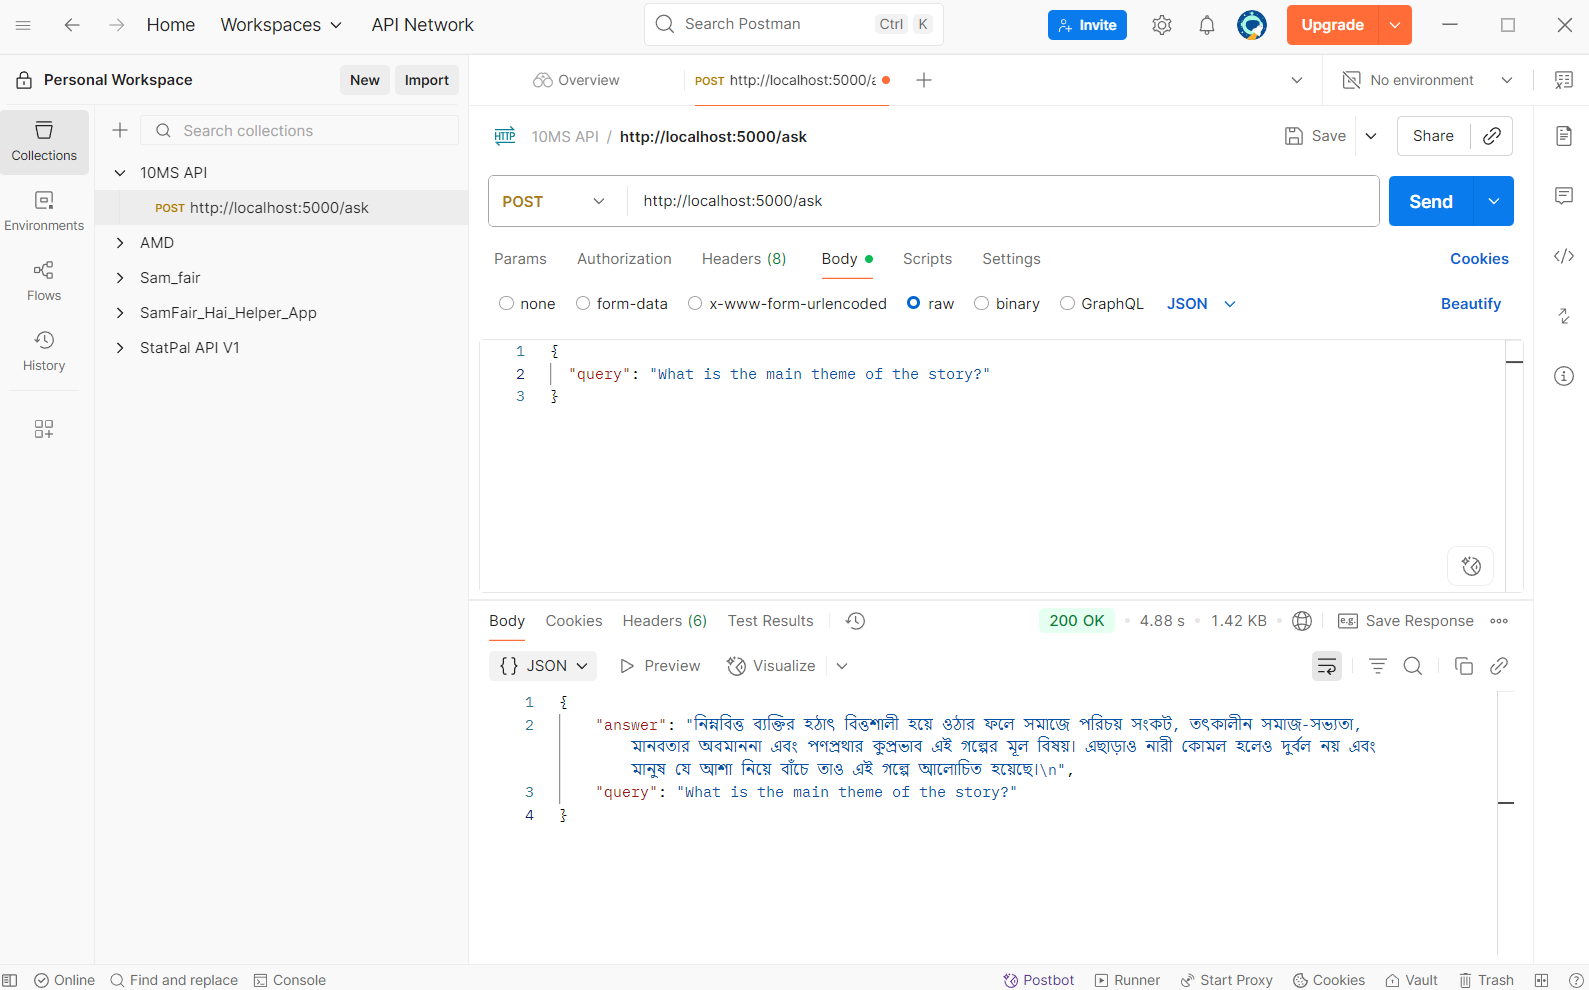 Home Workspaces API Network Search Postman Ctrl K Invite Upgrade
Personal Workspace New Import
Overview POST http://localhost:5000/a No environment
Search collections
Collections
Environments
Flows
History
10MS API
POST http://localhost:5000/ask
AMD
Sam_fair
SamFair_Hai_Helper_App
StatPal API V1
HTTP 10MS API / http://localhost:5000/ask Save Share
POST http://localhost:5000/ask Send
Params Authorization Headers (8) Body Scripts Settings Cookies
none form-data x-www-form-urlencoded raw binary GraphQL JSON Beautify
1 {
2 "query": "What is the main theme of the story?"
3 }
Body Cookies Headers (6) Test Results 200 OK • 4.88 s • 1.42 KB • e.g. Save Response
{} JSON Preview Visualize
1 {
2 "answer": "নিম্নবিত্ত ব্যক্তির হঠাৎ বিত্তশালী হয়ে ওঠার ফলে সমাজে পরিচয় সংকট, তৎকালীন সমাজ-সভ্যতা,
মানবতার অবমাননা এবং পণপ্রথার কুপ্রভাব এই গল্পের মূল বিষয়। এছাড়াও নারী কোমল হলেও দুর্বল নয় এবং
মানুষ যে আশা নিয়ে বাঁচে তাও এই গল্পে আলোচিত হয়েছে।\n",
3 "query": "What is the main theme of the story?"
4 }
Online Find and replace Console Postbot Runner Start Proxy Cookies Vault Trash